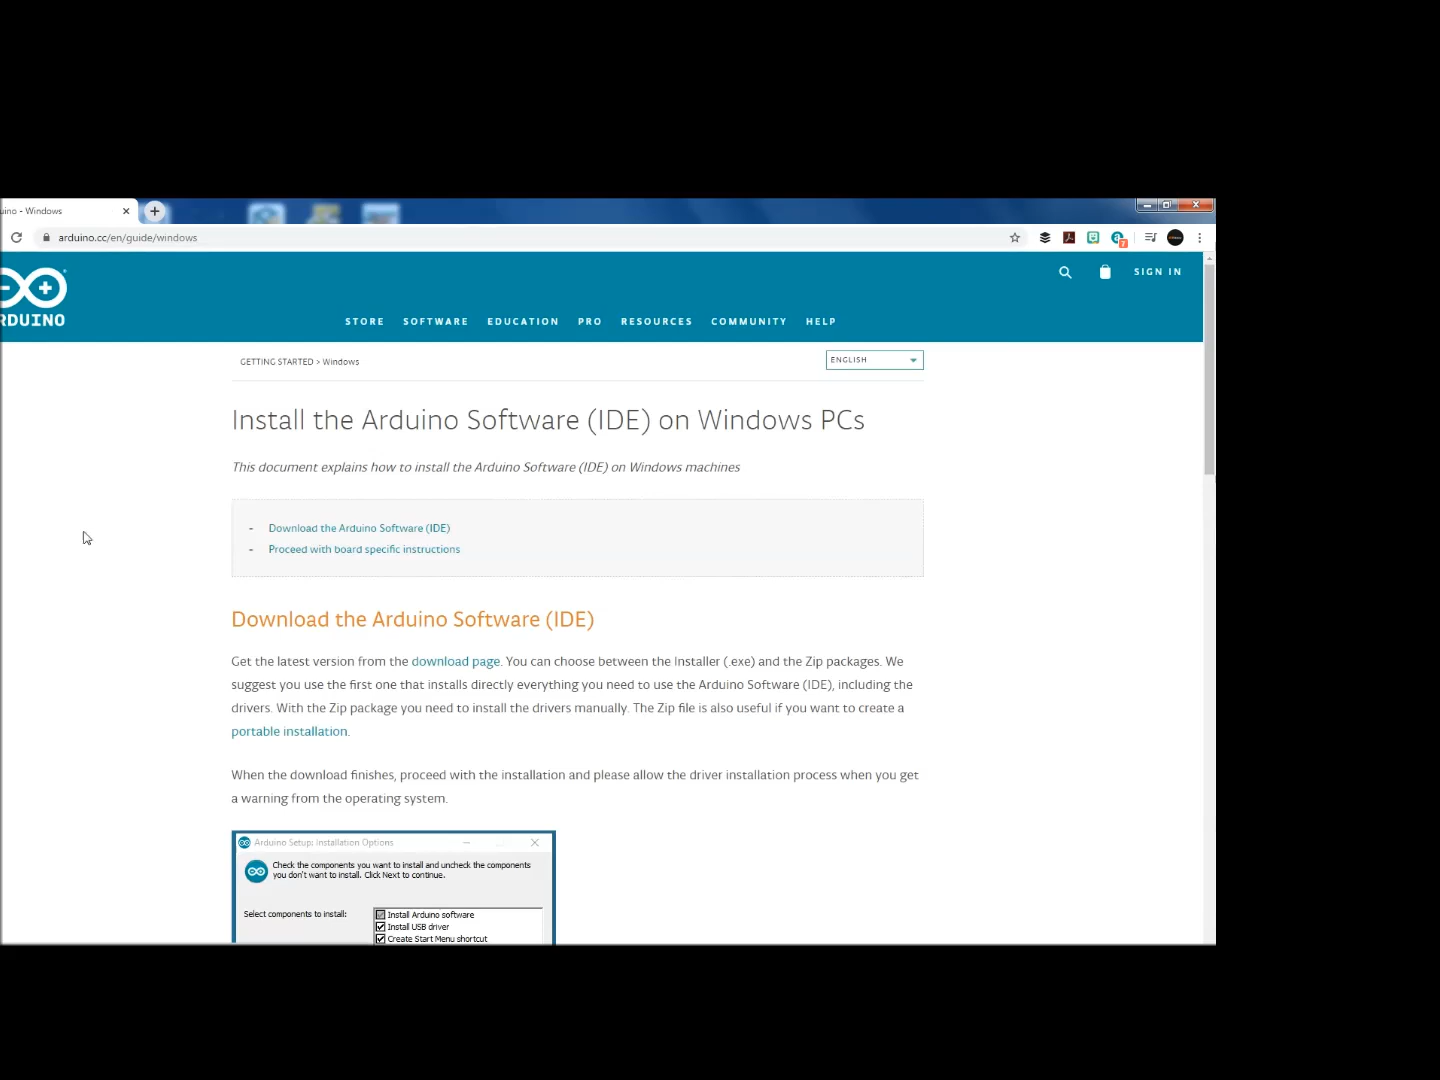 uino - Windows
arduino.cc/en/guide/windows
7
SIGN IN
RDUINO
STORE SOFTWARE EDUCATION PRO RESOURCES COMMUNITY HELP
GETTING STARTED > Windows
ENGLISH
Install the Arduino Software (IDE) on Windows PCs
This document explains how to install the Arduino Software (IDE) on Windows machines
- Download the Arduino Software (IDE)
- Proceed with board specific instructions
Download the Arduino Software (IDE)
Get the latest version from the download page. You can choose between the Installer (.exe) and the Zip packages. We
suggest you use the first one that installs directly everything you need to use the Arduino Software (IDE), including the
drivers. With the Zip package you need to install the drivers manually. The Zip file is also useful if you want to create a
portable installation.
When the download finishes, proceed with the installation and please allow the driver installation process when you get
a warning from the operating system.
Arduino Setup: Installation Options
Check the components you want to install and uncheck the components
you don't want to install. Click Next to continue.
Select components to install:
Install Arduino software
Install USB driver
Create Start Menu shortcut